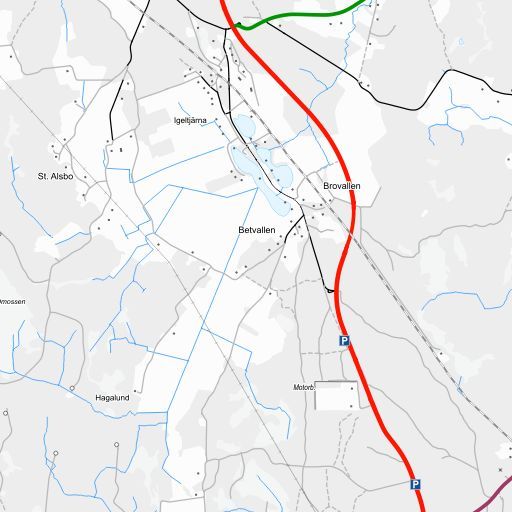 Igeltjärna
St. Alsbo
Brovallen
Betvallen
P
Motorb.
Hagalund
P